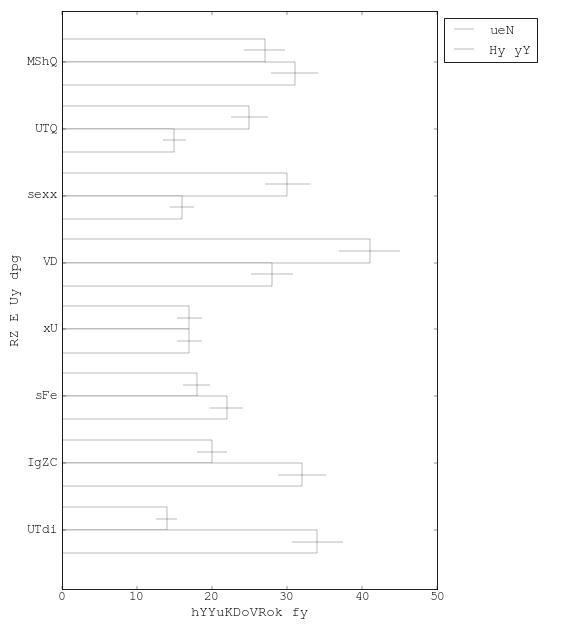 ueN
Hy yY
MShQ
UTQ
sexx
VD
xU
sFe
IgZC
UTdi
RZ E Uy dpg
0 10 20 30 40 50
hYYuKDoVRok fy